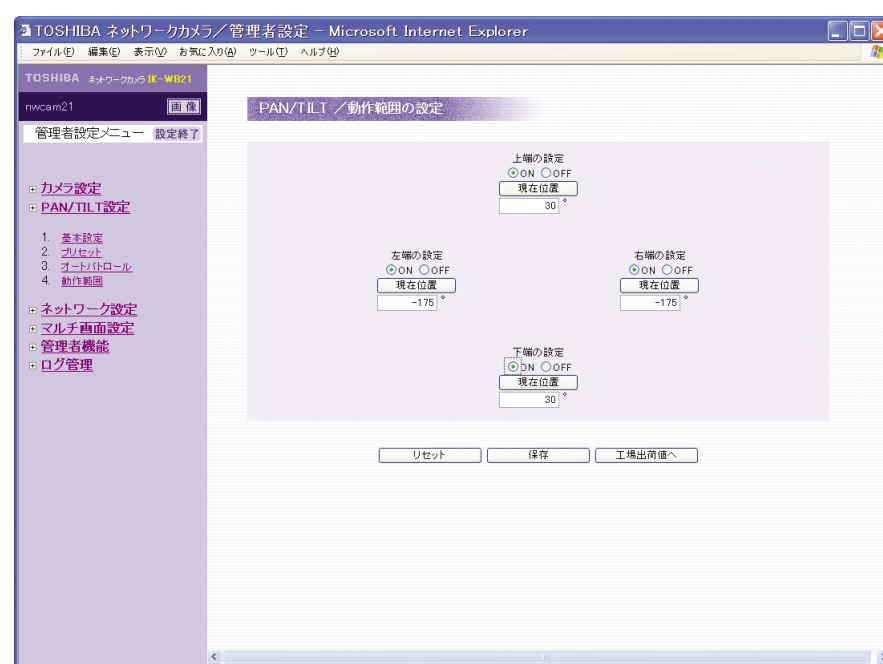 TOSHIBA ネットワークカメラ／管理者設定 - Microsoft Internet Explorer
ファイル(F) 編集(E) 表示(V) お気に入り(A) ツール(T) ヘルプ(H)
TOSHIBA ネットワークカメラ IK-WB21
nwcam21 画像
管理者設定メニュー 設定終了
カメラ設定
PAN/TILT設定
1. 基本設定
2. プリセット
3. オートパトロール
4. 動作範囲
ネットワーク設定
マルチ画面設定
管理者機能
ログ管理
PAN/TILT ／動作範囲の設定
上端の設定
ON OFF
現在位置
30 °
左端の設定
ON OFF
現在位置
-175 °
右端の設定
ON OFF
現在位置
-175 °
下端の設定
ON OFF
現在位置
30 °
リセット 保存 工場出荷値へ